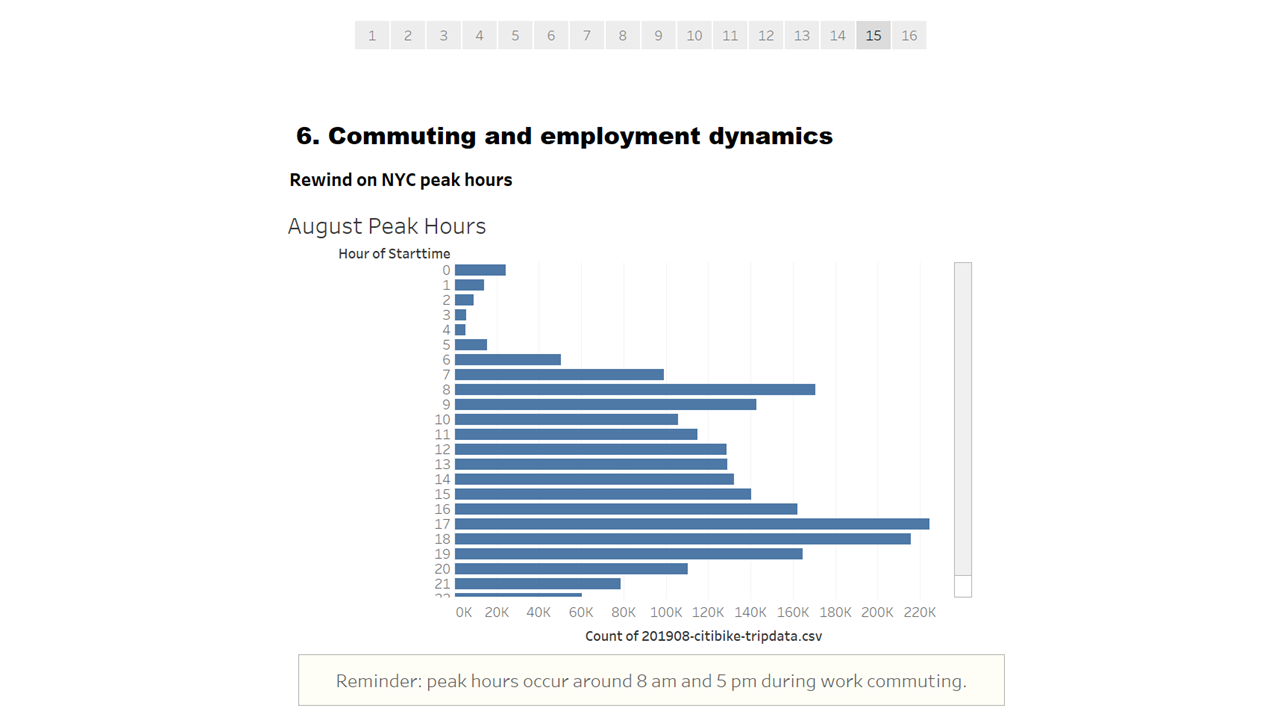 1 2 3 4 5 6 7 8 9 10 11 12 13 14 15 16
6. Commuting and employment dynamics
Rewind on NYC peak hours
August Peak Hours
Hour of Starttime
0
1
2
3
4
5
6
7
8
9
10
11
12
13
14
15
16
17
18
19
20
21
0K 20K 40K 60K 80K 100K 120K 140K 160K 180K 200K 220K
Count of 201908-citibike-tripdata.csv
Reminder: peak hours occur around 8 am and 5 pm during work commuting.